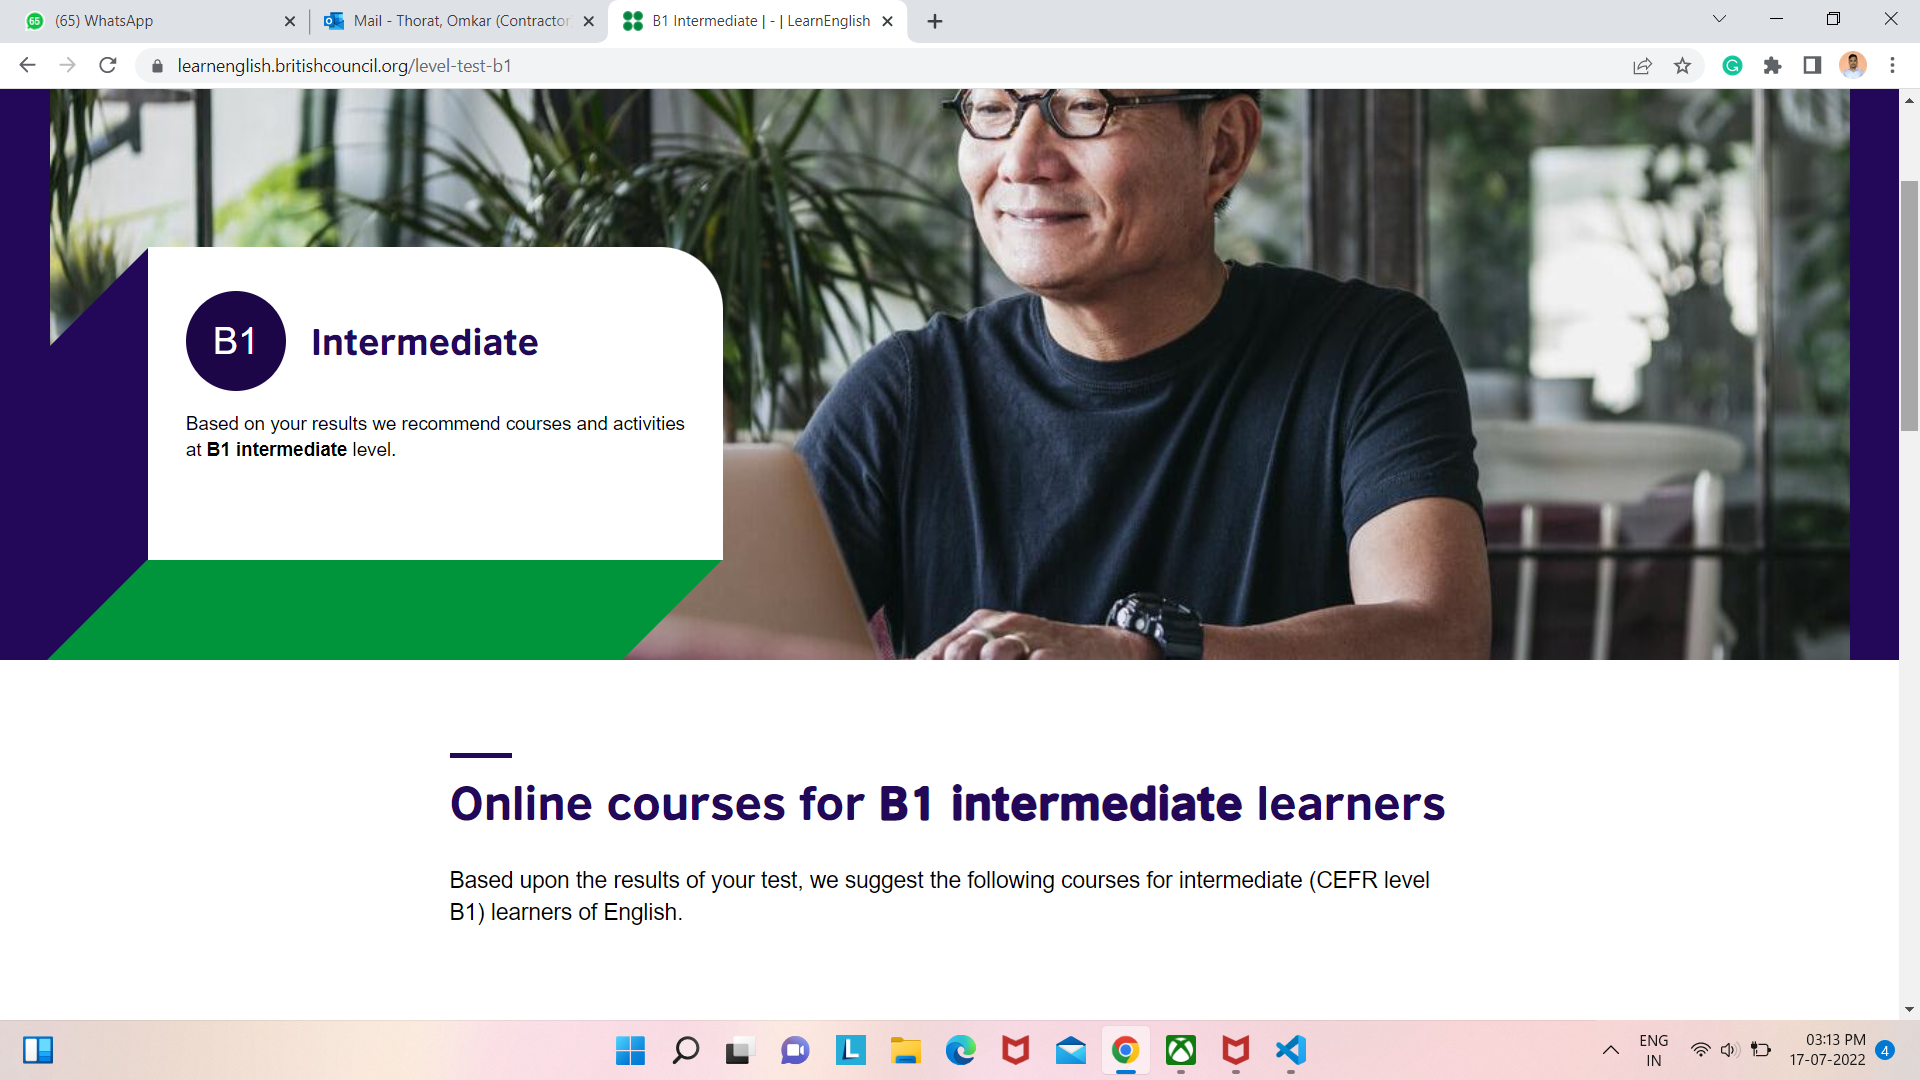 65
(65) WhatsApp
Mail - Thorat, Omkar (Contractor
B1 Intermediate | - | LearnEnglish
learnenglish.britishcouncil.org/level-test-b1
B1
Intermediate
Based on your results we recommend courses and activities
at B1 intermediate level.
Online courses for B1 intermediate learners
Based upon the results of your test, we suggest the following courses for intermediate (CEFR level
B1) learners of English.
L
ENG
IN
03:13 PM
17-07-2022
4